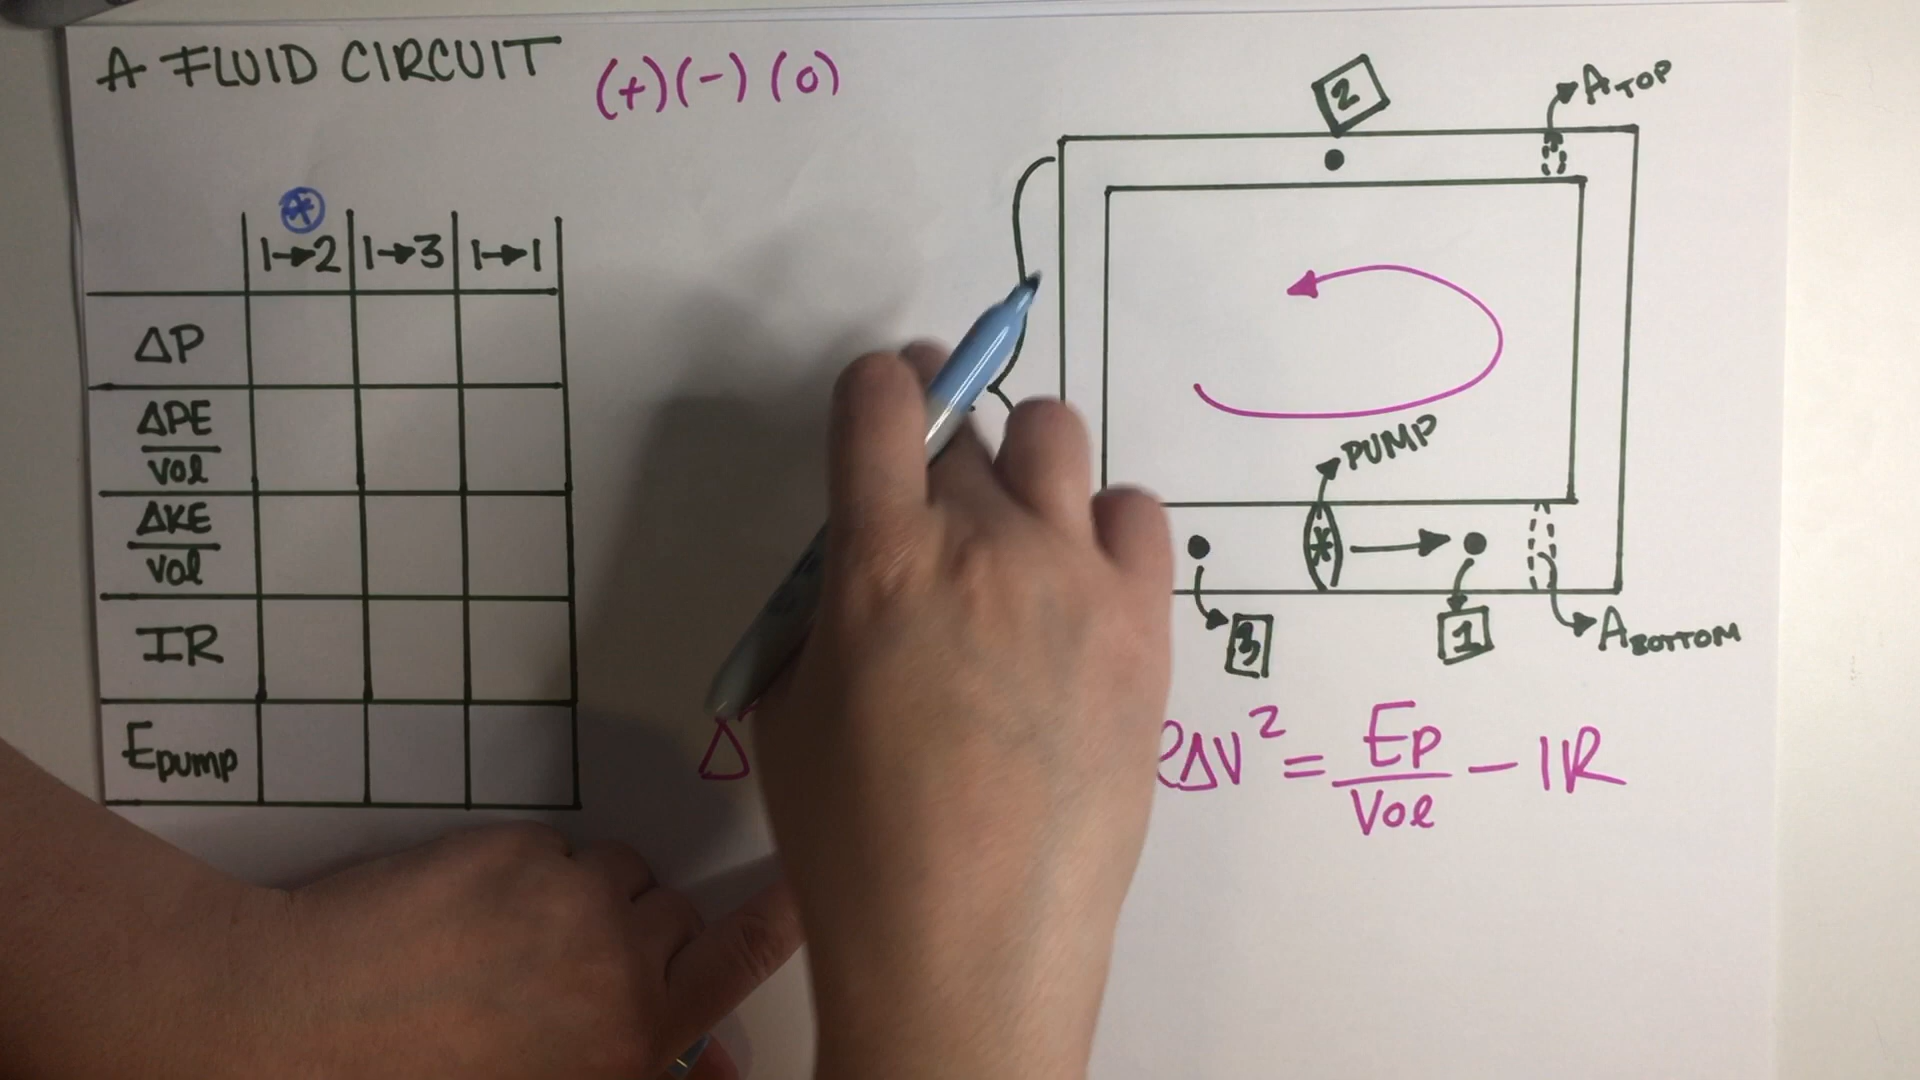 A FLUID CIRCUIT (+)(-)(0)
1→2 1→3 1→1
ΔP
ΔPE
Vol
ΔKE
Vol
IR
Epump
2
ATOP
PUMP
*
3
1
ABOTTOM
Δ
ΔV² = Ep/Vol - IR